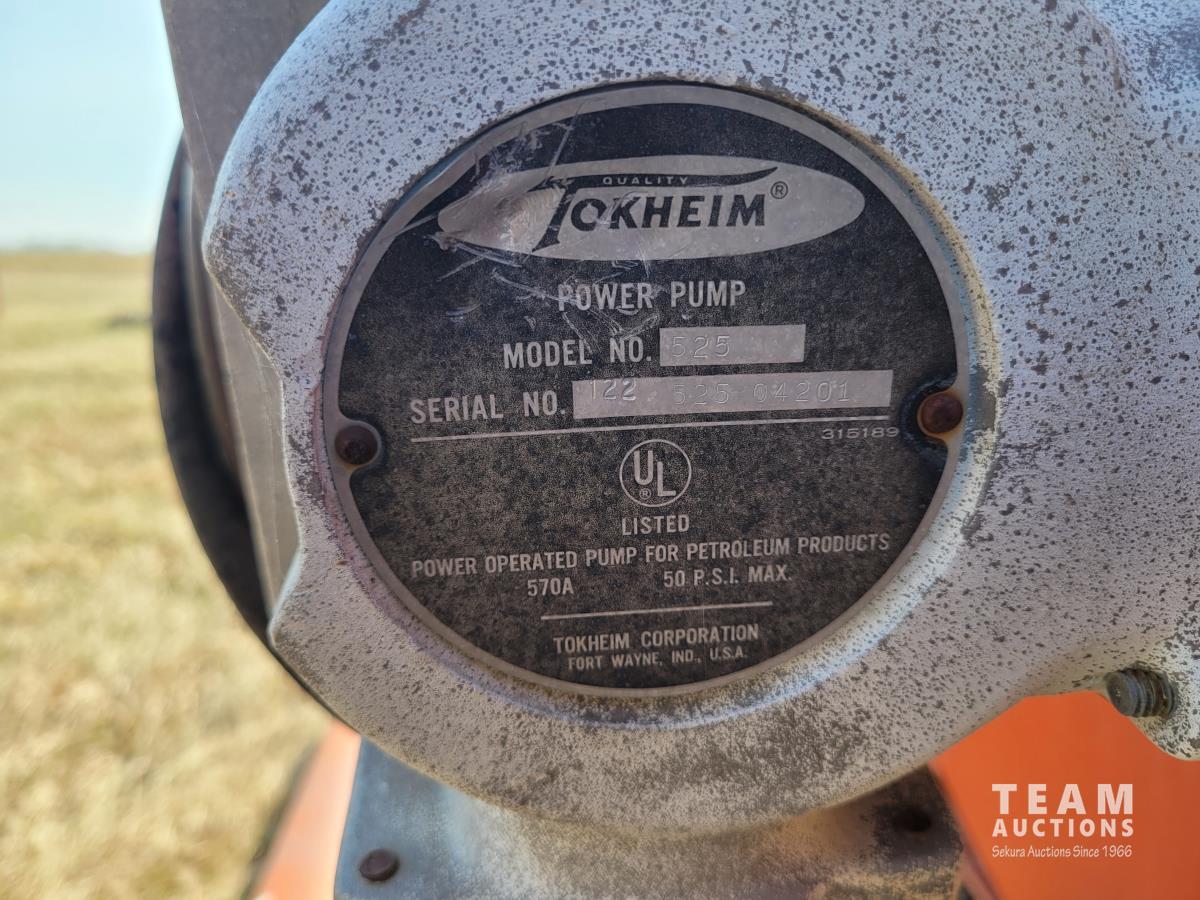 QUALITY
TOKHEIM®
POWER PUMP
MODEL NO. 525
SERIAL NO. 122 525 04201
315189
UL®
LISTED
POWER OPERATED PUMP FOR PETROLEUM PRODUCTS
570A 50 P.S.I. MAX.
TOKHEIM CORPORATION
FORT WAYNE, IND., U.S.A.
TEAM
AUCTIONS
Sekura Auctions Since 1966